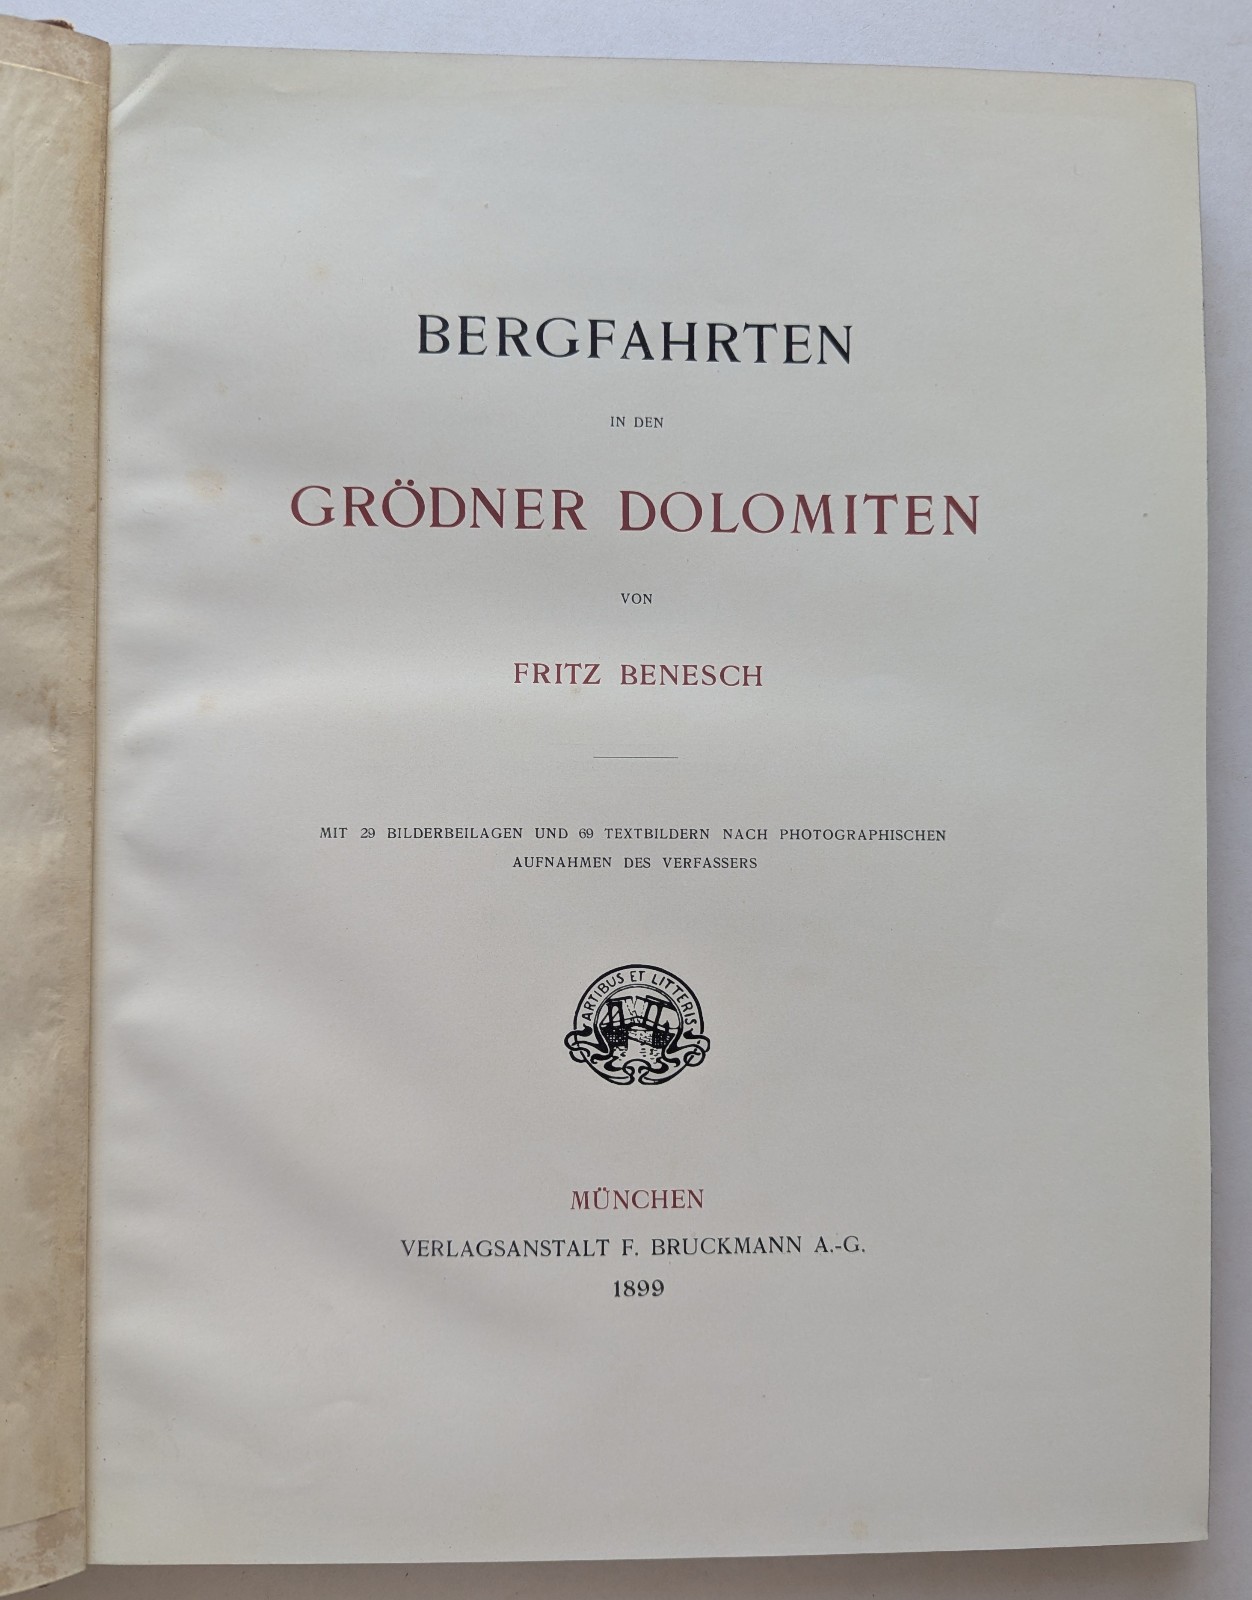 BERGFAHRTEN
IN DEN
GRÖDNER DOLOMITEN
VON
FRITZ BENESCH
MIT 29 BILDERBEILAGEN UND 69 TEXTBILDERN NACH PHOTOGRAPHISCHEN
AUFNAHMEN DES VERFASSERS
ARTIBUS ET LITTERIS
MÜNCHEN
VERLAGSANSTALT F. BRUCKMANN A.-G.
1899